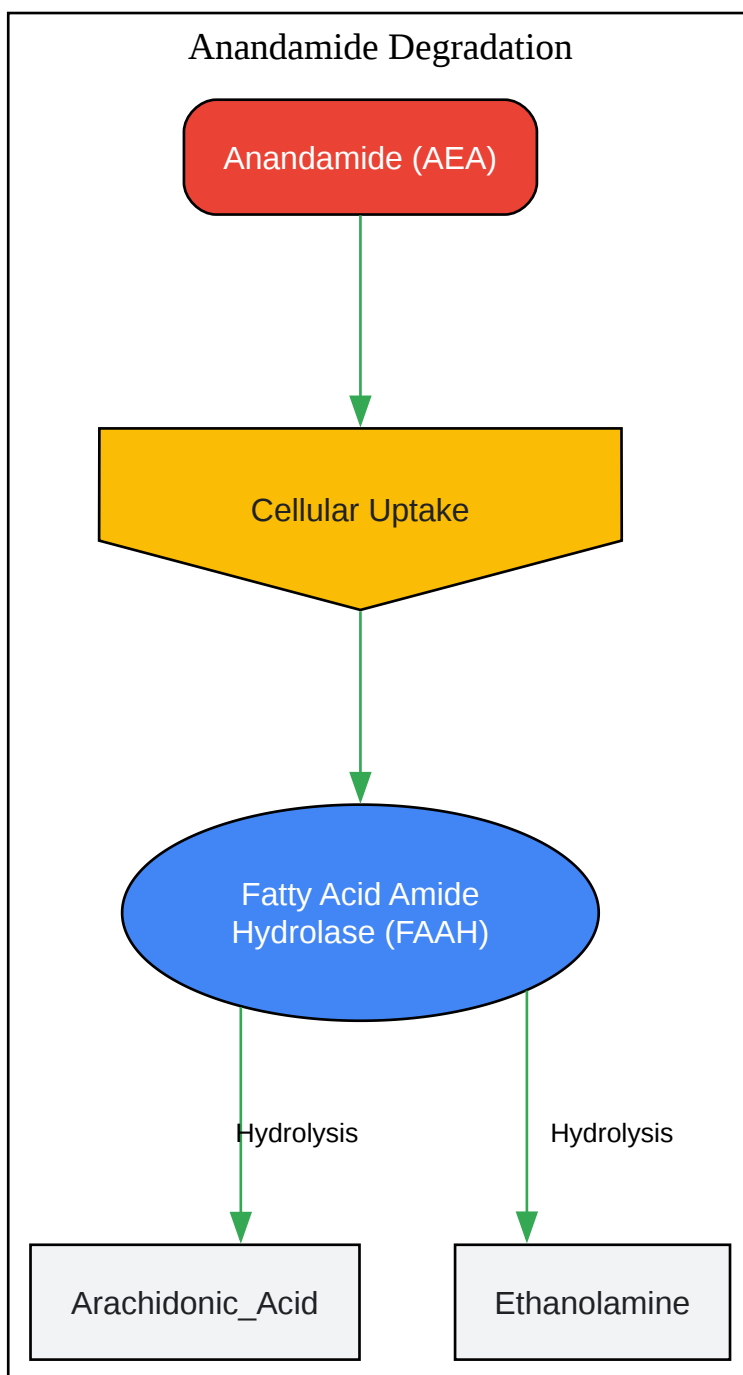 Anandamide Degradation
Anandamide (AEA)
Cellular Uptake
Fatty Acid Amide
Hydrolase (FAAH)
Hydrolysis
Hydrolysis
Arachidonic_Acid
Ethanolamine